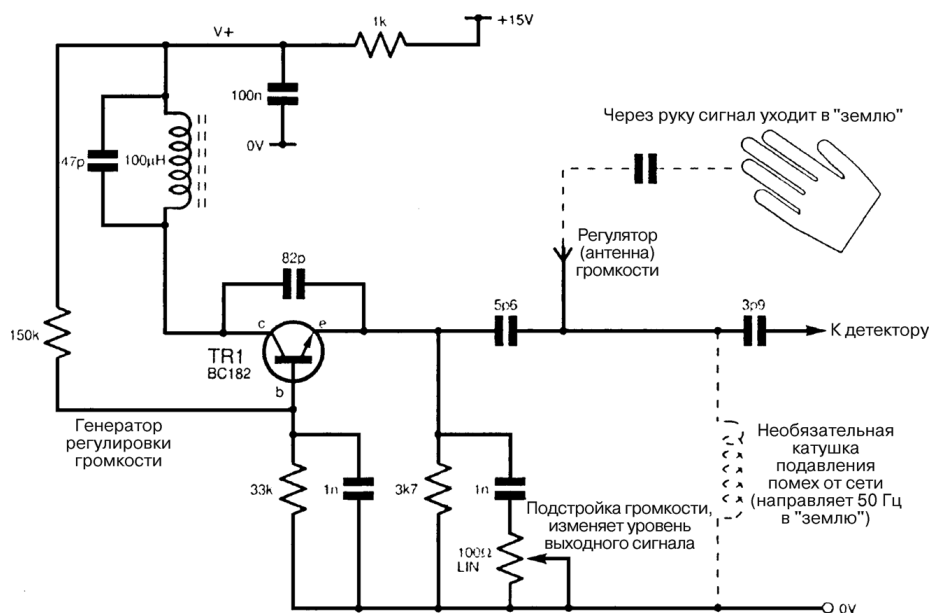 +15V
1k
V+
100n
0V
47p
100µH
Через руку сигнал уходит в "землю"
Регулятор
(антенна)
громкости
82p
5p6
3p9
К детектору
150k
c
e
TR1
BC182
b
Генератор
регулировки
громкости
33k
1n
3k7
1n
Подстройка громкости,
изменяет уровень
выходного сигнала
100Ω
LIN
Необязательная
катушка
подавления
помех от сети
(направляет 50 Гц
в "землю")
0V